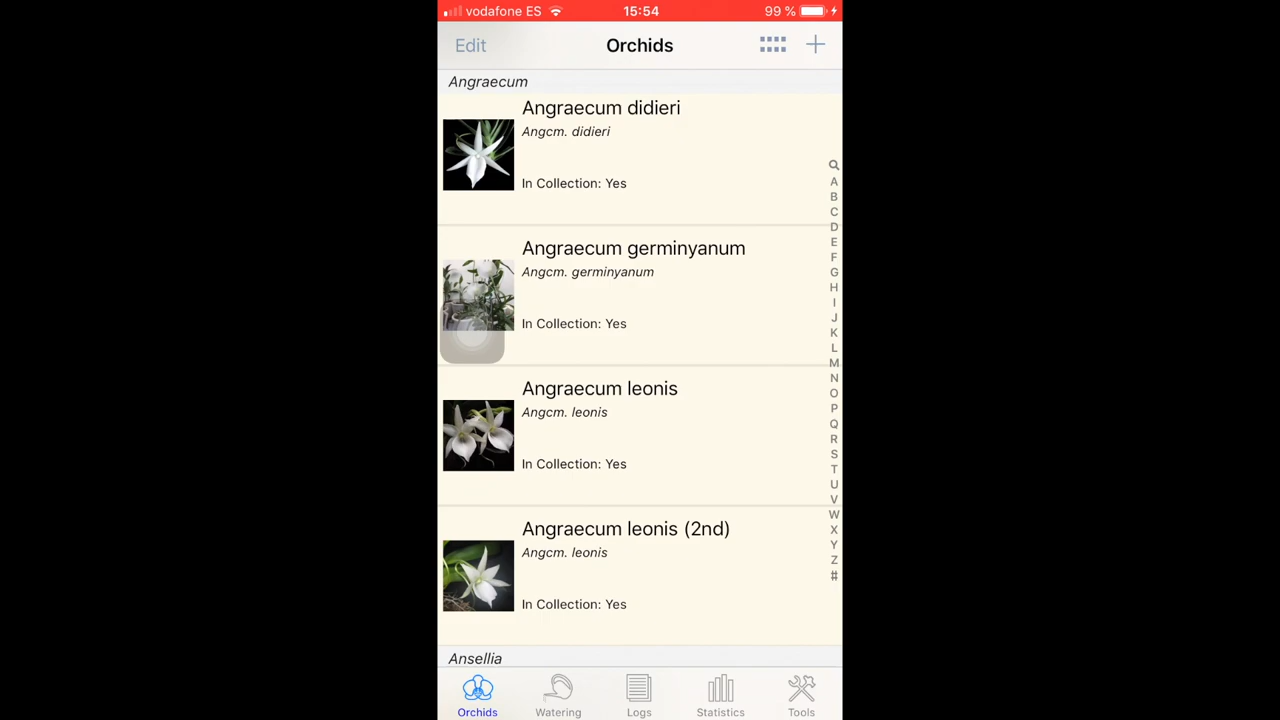 vodafone ES 15:54 99 %
Edit Orchids
Angraecum
Angraecum didieri
Angcm. didieri
In Collection: Yes
Angraecum germinyanum
Angcm. germinyanum
In Collection: Yes
Angraecum leonis
Angcm. leonis
In Collection: Yes
Angraecum leonis (2nd)
Angcm. leonis
In Collection: Yes
Ansellia
A
B
C
D
E
F
G
H
I
J
K
L
M
N
O
P
Q
R
S
T
U
V
W
X
Y
Z
#
Orchids Watering Logs Statistics Tools